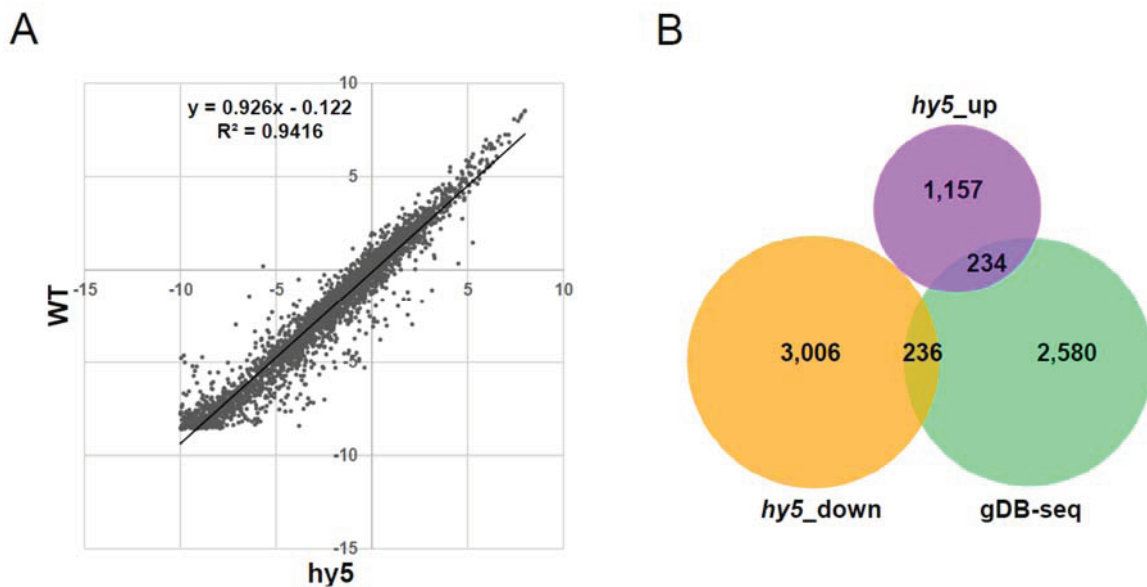 A
B
10
y = 0.926x - 0.122
R² = 0.9416
5
-15
-10
-5
0
5
10
-5
-10
-15
WT
hy5
hy5_up
1,157
234
3,006
236
2,580
hy5_down
gDB-seq